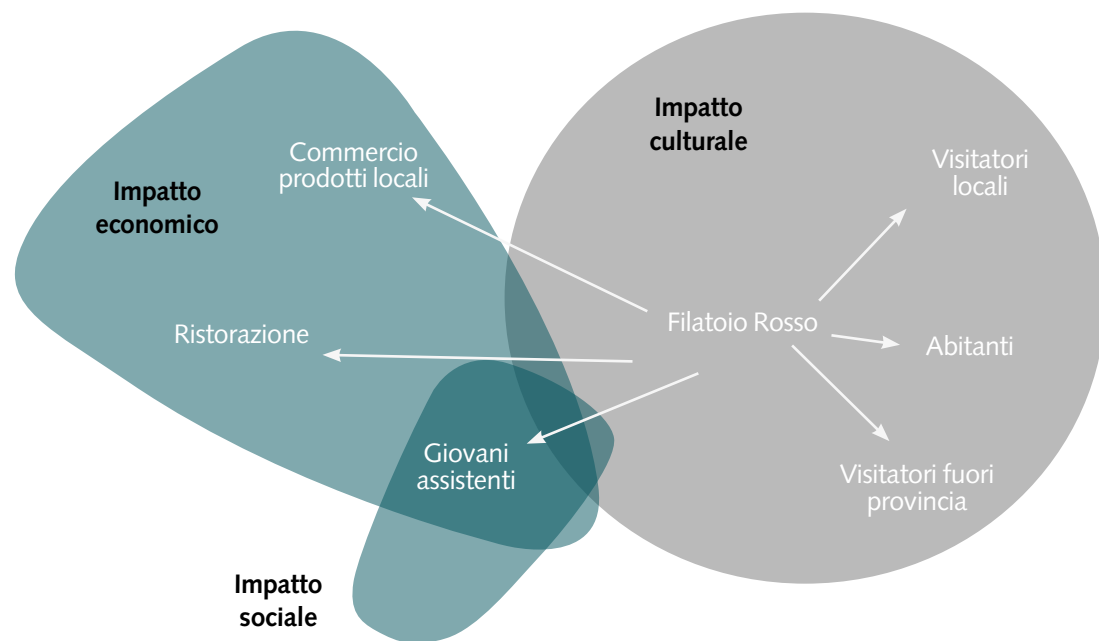 Impatto
culturale
Commercio
prodotti locali
Visitatori
locali
Impatto
economico
Ristorazione
Filatoio Rosso
Abitanti
Giovani
assistenti
Visitatori fuori
provincia
Impatto
sociale